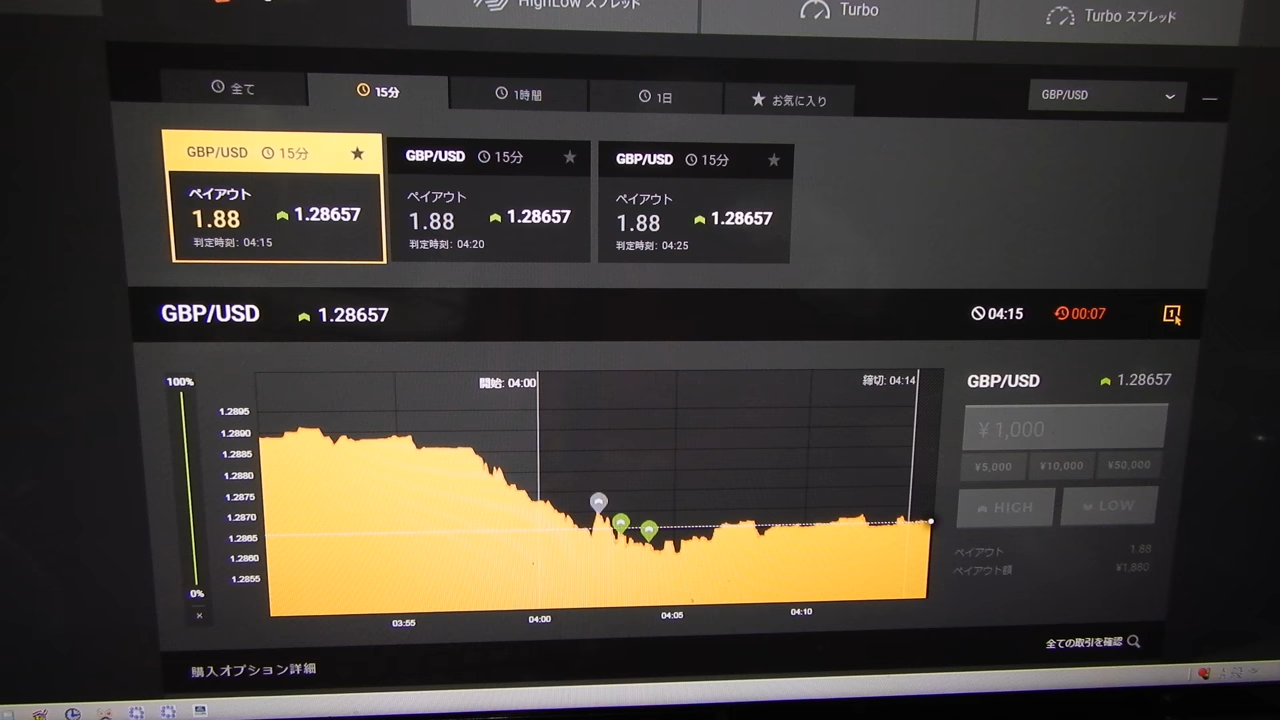 HighLow スプレッド
Turbo
Turbo スプレッド
全て
15分
1時間
1日
お気に入り
GBP/USD
GBP/USD 15分
ペイアウト
1.88 1.28657
判定時刻: 04:15
GBP/USD 15分
ペイアウト
1.88 1.28657
判定時刻: 04:20
GBP/USD 15分
ペイアウト
1.88 1.28657
判定時刻: 04:25
GBP/USD 1.28657
04:15 00:07
1
100%
0%
×
1.2895
1.2890
1.2885
1.2880
1.2875
1.2870
1.2865
1.2860
1.2855
開始: 04:00
締切: 04:14
03:55
04:00
04:05
04:10
GBP/USD 1.28657
¥1,000
¥5,000 ¥10,000 ¥50,000
HIGH LOW
ペイアウト 1.88
ペイアウト額 ¥1,880
全ての取引を確認
購入オプション詳細